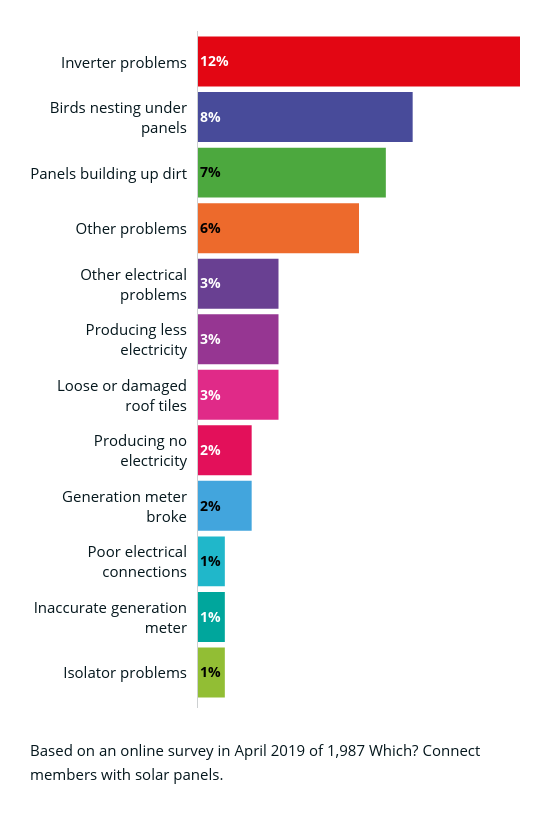 Inverter problems 12%
Birds nesting under
panels 8%
Panels building up dirt 7%
Other problems 6%
Other electrical
problems 3%
Producing less
electricity 3%
Loose or damaged
roof tiles 3%
Producing no
electricity 2%
Generation meter
broke 2%
Poor electrical
connections 1%
Inaccurate generation
meter 1%
Isolator problems 1%
Based on an online survey in April 2019 of 1,987 Which? Connect
members with solar panels.